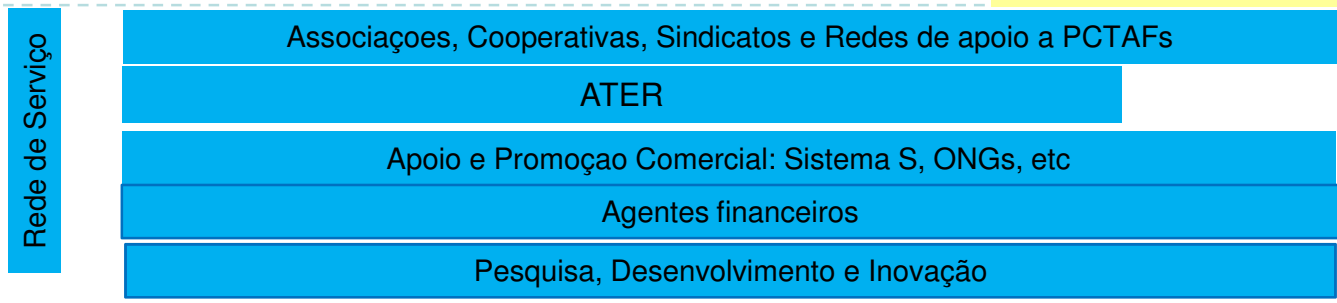 Rede de Serviço
Associaçoes, Cooperativas, Sindicatos e Redes de apoio a PCTAFs
ATER
Apoio e Promoçao Comercial: Sistema S, ONGs, etc
Agentes financeiros
Pesquisa, Desenvolvimento e Inovação